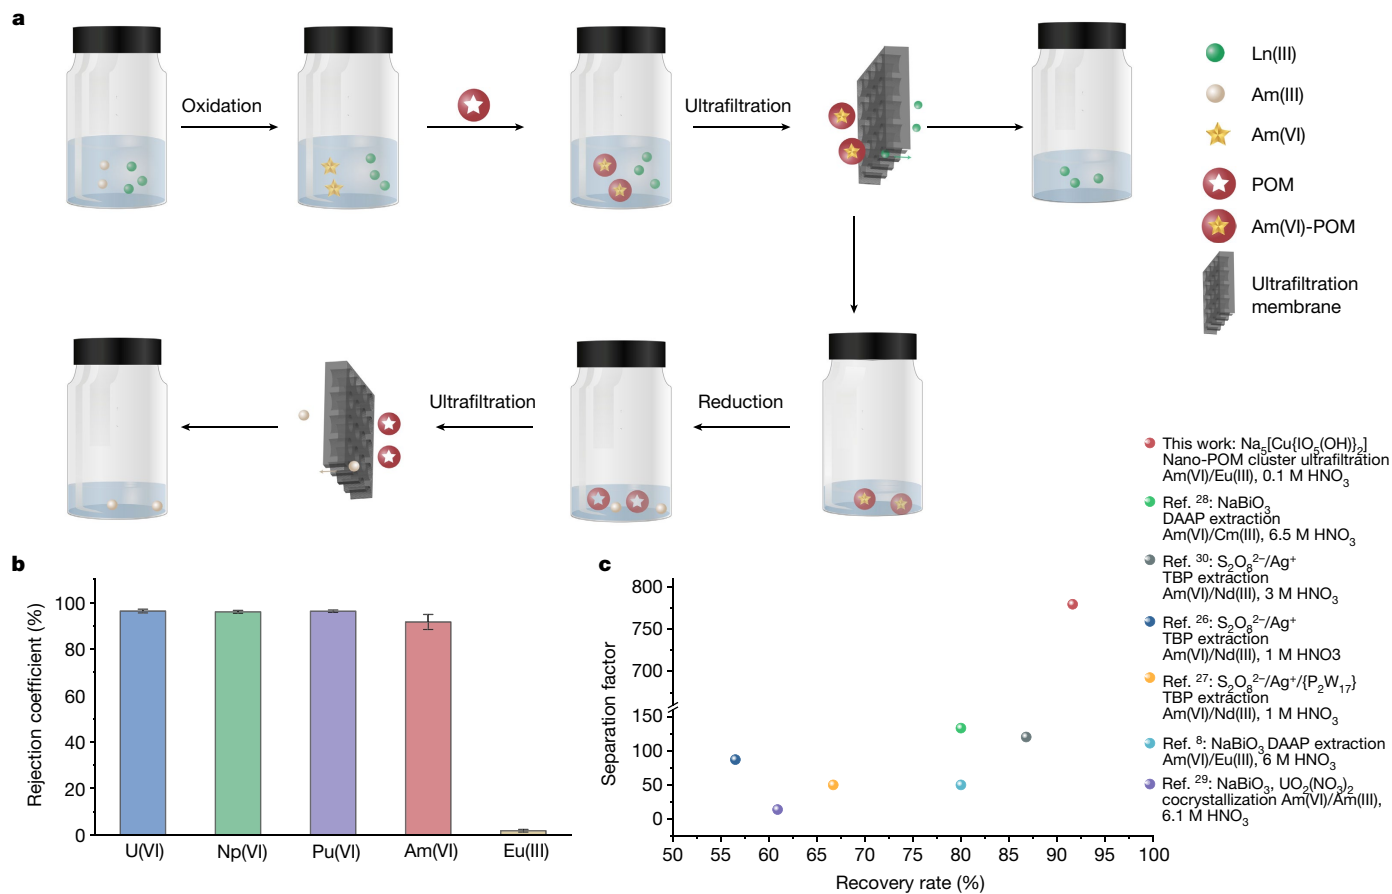 a
Oxidation
Ultrafiltration
Ln(III)
Am(III)
Am(VI)
POM
Am(VI)-POM
Ultrafiltration
membrane
Ultrafiltration
Reduction
b
Rejection coefficient (%)
100
80
60
40
20
0
U(VI)
Np(VI)
Pu(VI)
Am(VI)
Eu(III)
c
Separation factor
800
750
700
150
100
50
0
50
55
60
65
70
75
80
85
90
95
100
Recovery rate (%)
This work: Na₅[Cu{IO₅(OH)}₂]
Nano-POM cluster ultrafiltration
Am(VI)/Eu(III), 0.1 M HNO₃
Ref. ²⁸: NaBiO₃
DAAP extraction
Am(VI)/Cm(III), 6.5 M HNO₃
Ref. ³⁰: S₂O₈²⁻/Ag⁺
TBP extraction
Am(VI)/Nd(III), 3 M HNO₃
Ref. ²⁶: S₂O₈²⁻/Ag⁺
TBP extraction
Am(VI)/Nd(III), 1 M HNO3
Ref. ²⁷: S₂O₈²⁻/Ag⁺/{P₂W₁₇}
TBP extraction
Am(VI)/Nd(III), 1 M HNO₃
Ref. ⁸: NaBiO₃ DAAP extraction
Am(VI)/Eu(III), 6 M HNO₃
Ref. ²⁹: NaBiO₃, UO₂(NO₃)₂
cocrystallization Am(VI)/Am(III),
6.1 M HNO₃